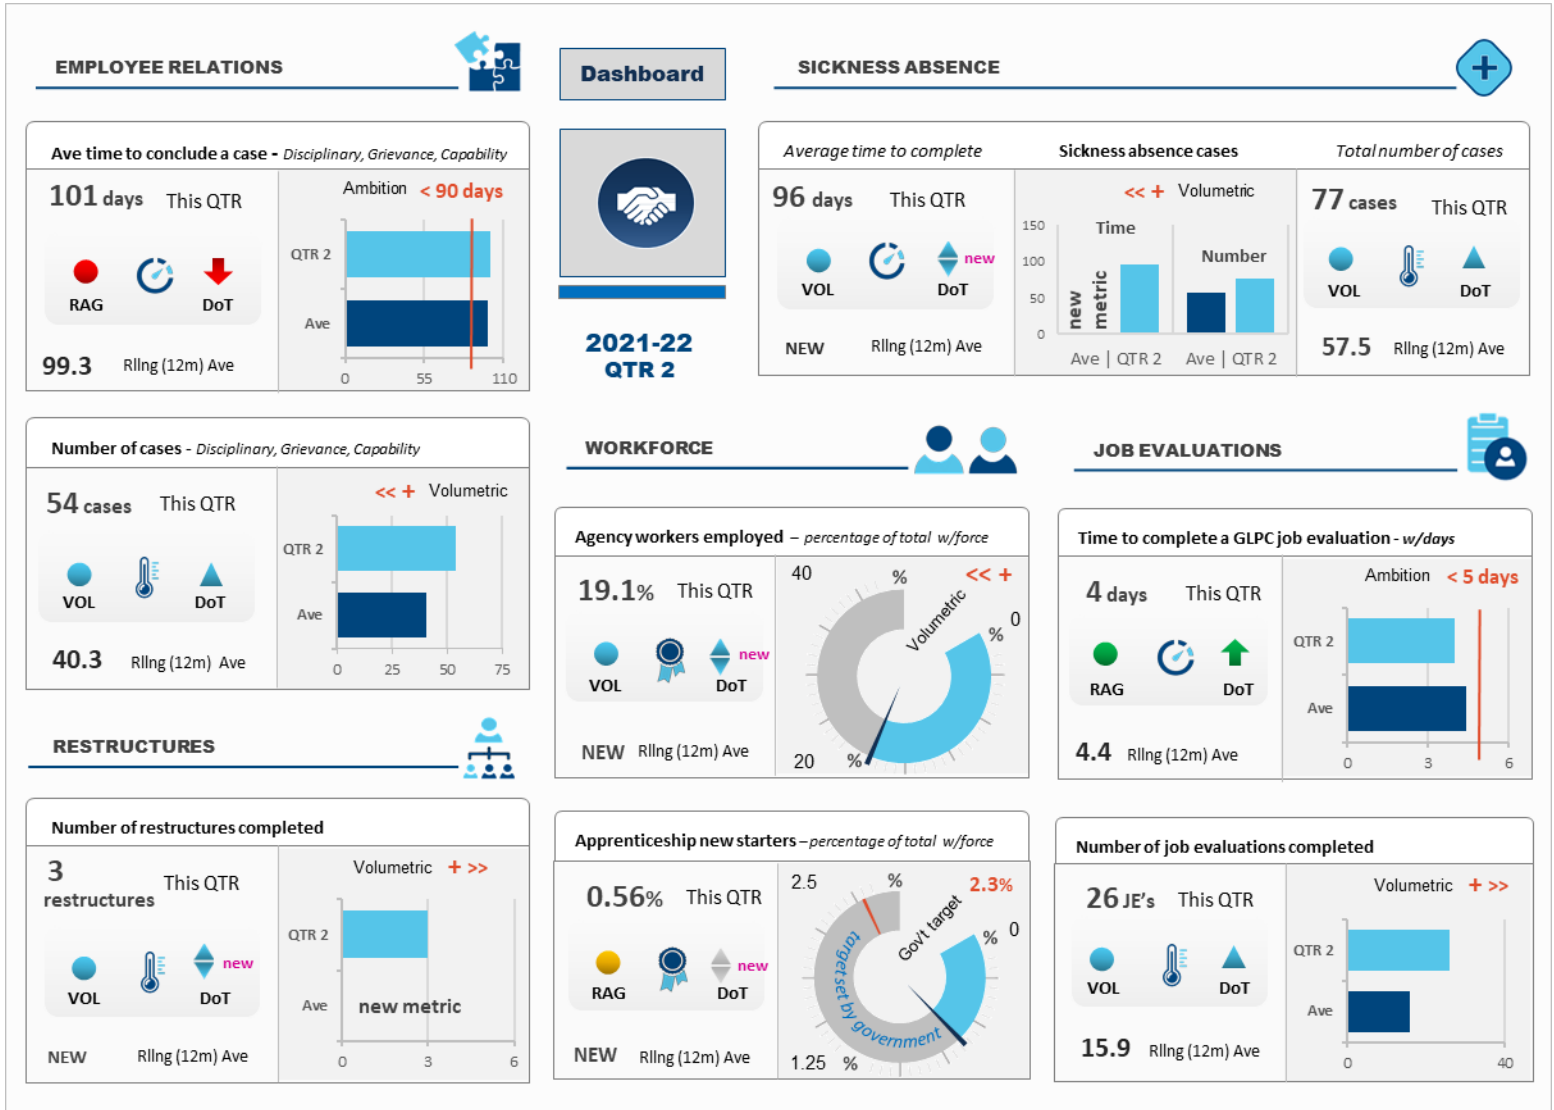 EMPLOYEE RELATIONS
Ave time to conclude a case - Disciplinary, Grievance, Capability
101 days This QTR
RAG DoT
99.3 Rllng (12m) Ave
Ambition < 90 days
QTR 2
Ave
0 55 110
Number of cases - Disciplinary, Grievance, Capability
54 cases This QTR
VOL DoT
40.3 Rllng (12m) Ave
<< + Volumetric
QTR 2
Ave
0 25 50 75
RESTRUCTURES
Number of restructures completed
3
restructures This QTR
new
VOL DoT
NEW Rllng (12m) Ave
Volumetric + >>
QTR 2
Ave new metric
0 3 6
Dashboard
2021-22
QTR 2
SICKNESS ABSENCE
Average time to complete Sickness absence cases Total number of cases
96 days This QTR
new
VOL DoT
NEW Rllng (12m) Ave
<< + Volumetric
150
100
50
0
Time
new
metric
Number
Ave | QTR 2 Ave | QTR 2
77 cases This QTR
VOL DoT
57.5 Rllng (12m) Ave
WORKFORCE
Agency workers employed – percentage of total w/force
19.1% This QTR
new
VOL DoT
NEW Rllng (12m) Ave
40 % << +
Volumetric
0
%
20 %
Apprenticeship new starters – percentage of total w/force
0.56% This QTR
new
RAG DoT
NEW Rllng (12m) Ave
2.5 % 2.3%
Gov't target
0
%
target set by government
1.25 %
JOB EVALUATIONS
Time to complete a GLPC job evaluation - w/days
4 days This QTR
RAG DoT
4.4 Rllng (12m) Ave
Ambition < 5 days
QTR 2
Ave
0 3 6
Number of job evaluations completed
26 JE's This QTR
VOL DoT
15.9 Rllng (12m) Ave
Volumetric + >>
QTR 2
Ave
0 40